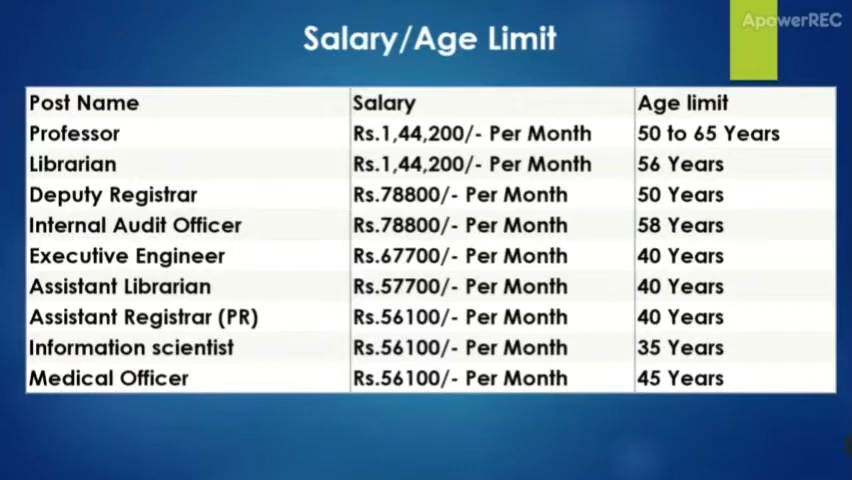 Salary/Age Limit
ApowerREC
Post Name Salary Age limit
Professor Rs.1,44,200/- Per Month 50 to 65 Years
Librarian Rs.1,44,200/- Per Month 56 Years
Deputy Registrar Rs.78800/- Per Month 50 Years
Internal Audit Officer Rs.78800/- Per Month 58 Years
Executive Engineer Rs.67700/- Per Month 40 Years
Assistant Librarian Rs.57700/- Per Month 40 Years
Assistant Registrar (PR) Rs.56100/- Per Month 40 Years
Information scientist Rs.56100/- Per Month 35 Years
Medical Officer Rs.56100/- Per Month 45 Years